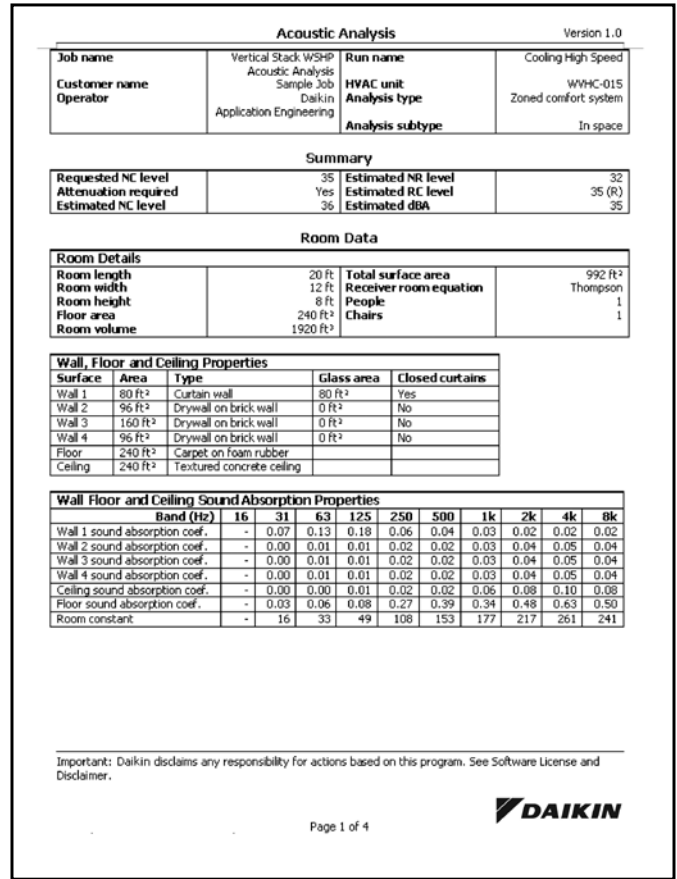 Acoustic Analysis Version 1.0
Job name Vertical Stack WSHP Run name Cooling High Speed
Acoustic Analysis
Customer name Sample Job HVAC unit WVHC-015
Operator Daikin Analysis type Zoned comfort system
Application Engineering
Analysis subtype In space
Summary
Requested NC level 35 Estimated NR level 32
Attenuation required Yes Estimated RC level 35 (R)
Estimated NC level 36 Estimated dBA 35
Room Data
Room Details
Room length 20 ft Total surface area 992 ft²
Room width 12 ft Receiver room equation Thompson
Room height 8 ft People 1
Floor area 240 ft² Chairs 1
Room volume 1920 ft³
Wall, Floor and Ceiling Properties
Surface Area Type Glass area Closed curtains
Wall 1 80 ft² Curtain wall 80 ft² Yes
Wall 2 96 ft² Drywall on brick wall 0 ft² No
Wall 3 160 ft² Drywall on brick wall 0 ft² No
Wall 4 96 ft² Drywall on brick wall 0 ft² No
Floor 240 ft² Carpet on foam rubber
Ceiling 240 ft² Textured concrete ceiling
Wall Floor and Ceiling Sound Absorption Properties
Band (Hz) 16 31 63 125 250 500 1k 2k 4k 8k
Wall 1 sound absorption coef. - 0.07 0.13 0.18 0.06 0.04 0.03 0.02 0.02 0.02
Wall 2 sound absorption coef. - 0.00 0.01 0.01 0.02 0.02 0.03 0.04 0.05 0.04
Wall 3 sound absorption coef. - 0.00 0.01 0.01 0.02 0.02 0.03 0.04 0.05 0.04
Wall 4 sound absorption coef. - 0.00 0.01 0.01 0.02 0.02 0.03 0.04 0.05 0.04
Ceiling sound absorption coef. - 0.00 0.00 0.01 0.02 0.02 0.06 0.08 0.10 0.08
Floor sound absorption coef. - 0.03 0.06 0.08 0.27 0.39 0.34 0.48 0.63 0.50
Room constant - 16 33 49 108 153 177 217 261 241
Important: Daikin disclaims any responsibility for actions based on this program. See Software License and
Disclaimer.
DAIKIN
Page 1 of 4